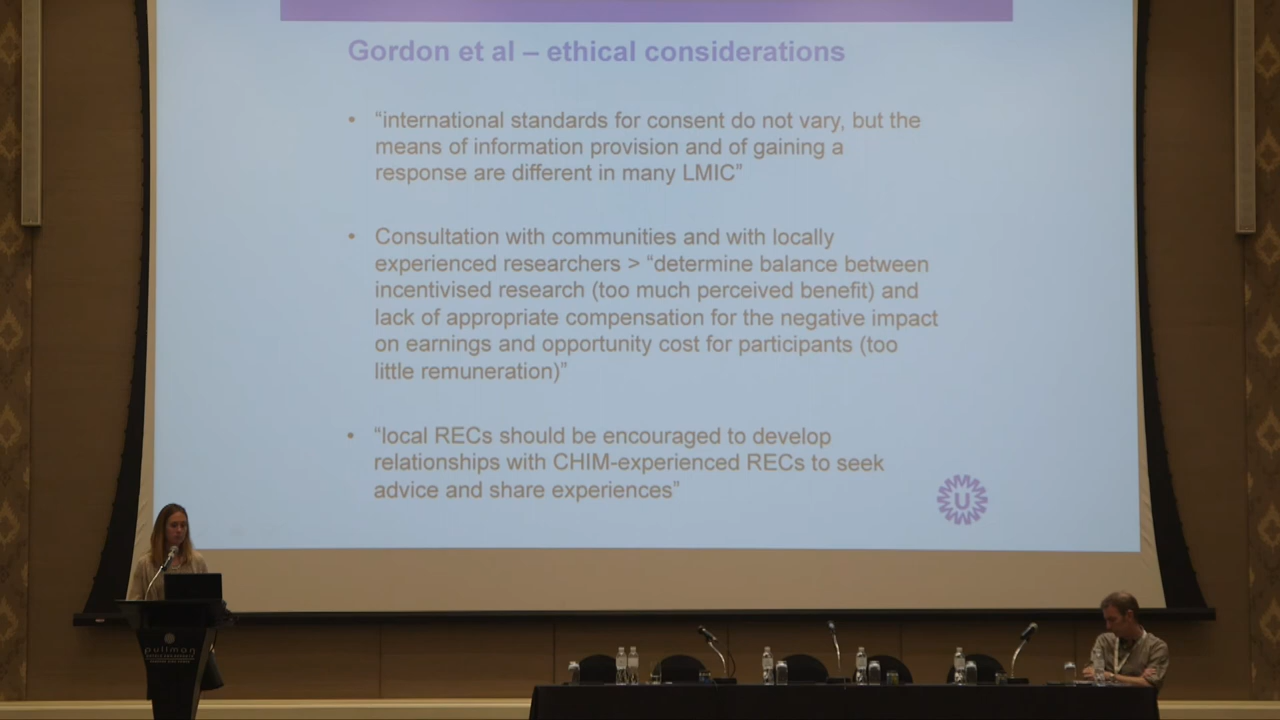 Gordon et al – ethical considerations
• “international standards for consent do not vary, but the
means of information provision and of gaining a
response are different in many LMIC”
• Consultation with communities and with locally
experienced researchers > “determine balance between
incentivised research (too much perceived benefit) and
lack of appropriate compensation for the negative impact
on earnings and opportunity cost for participants (too
little remuneration)”
• “local RECs should be encouraged to develop
relationships with CHIM-experienced RECs to seek
advice and share experiences”
U
pullman